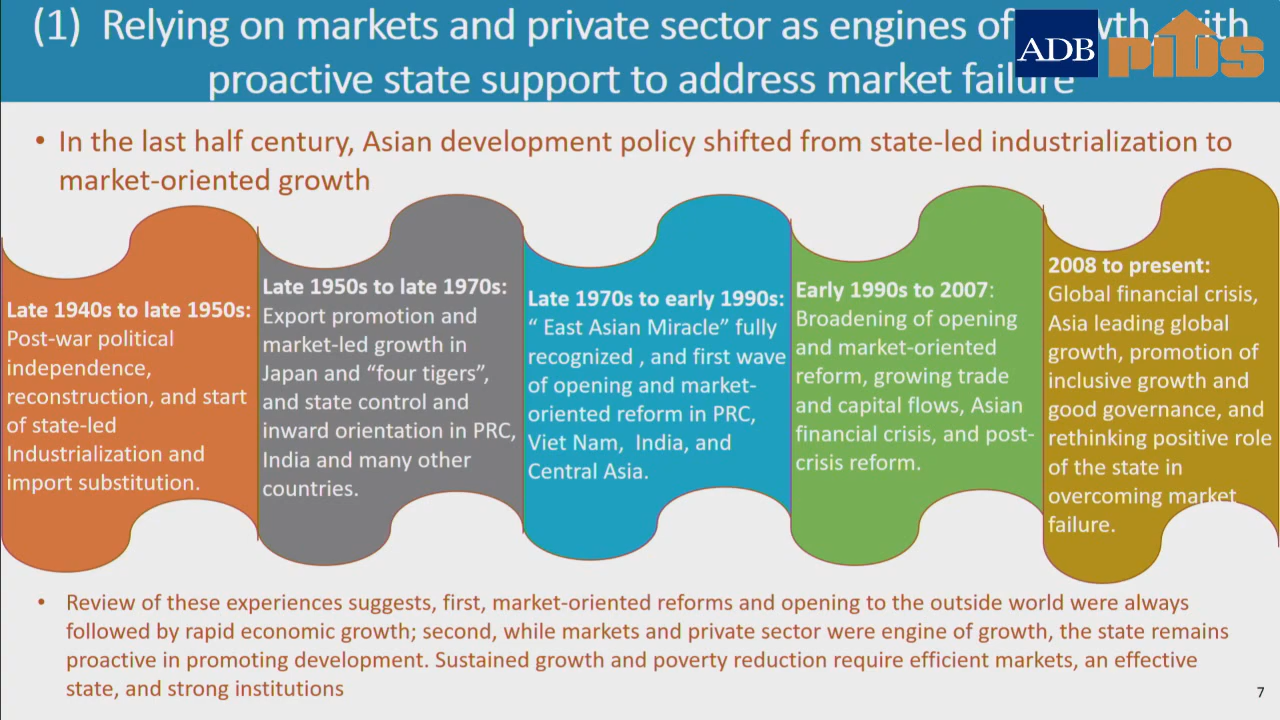 (1) Relying on markets and private sector as engines of growth, with
proactive state support to address market failure
ADB
PIDS
• In the last half century, Asian development policy shifted from state-led industrialization to
market-oriented growth
Late 1940s to late 1950s:
Post-war political
independence,
reconstruction, and start
of state-led
Industrialization and
import substitution.
Late 1950s to late 1970s:
Export promotion and
market-led growth in
Japan and “four tigers”,
and state control and
inward orientation in PRC,
India and many other
countries.
Late 1970s to early 1990s:
“ East Asian Miracle” fully
recognized , and first wave
of opening and market-
oriented reform in PRC,
Viet Nam, India, and
Central Asia.
Early 1990s to 2007:
Broadening of opening
and market-oriented
reform, growing trade
and capital flows, Asian
financial crisis, and post-
crisis reform.
2008 to present:
Global financial crisis,
Asia leading global
growth, promotion of
inclusive growth and
good governance, and
rethinking positive role
of the state in
overcoming market
failure.
• Review of these experiences suggests, first, market-oriented reforms and opening to the outside world were always
followed by rapid economic growth; second, while markets and private sector were engine of growth, the state remains
proactive in promoting development. Sustained growth and poverty reduction require efficient markets, an effective
state, and strong institutions
7